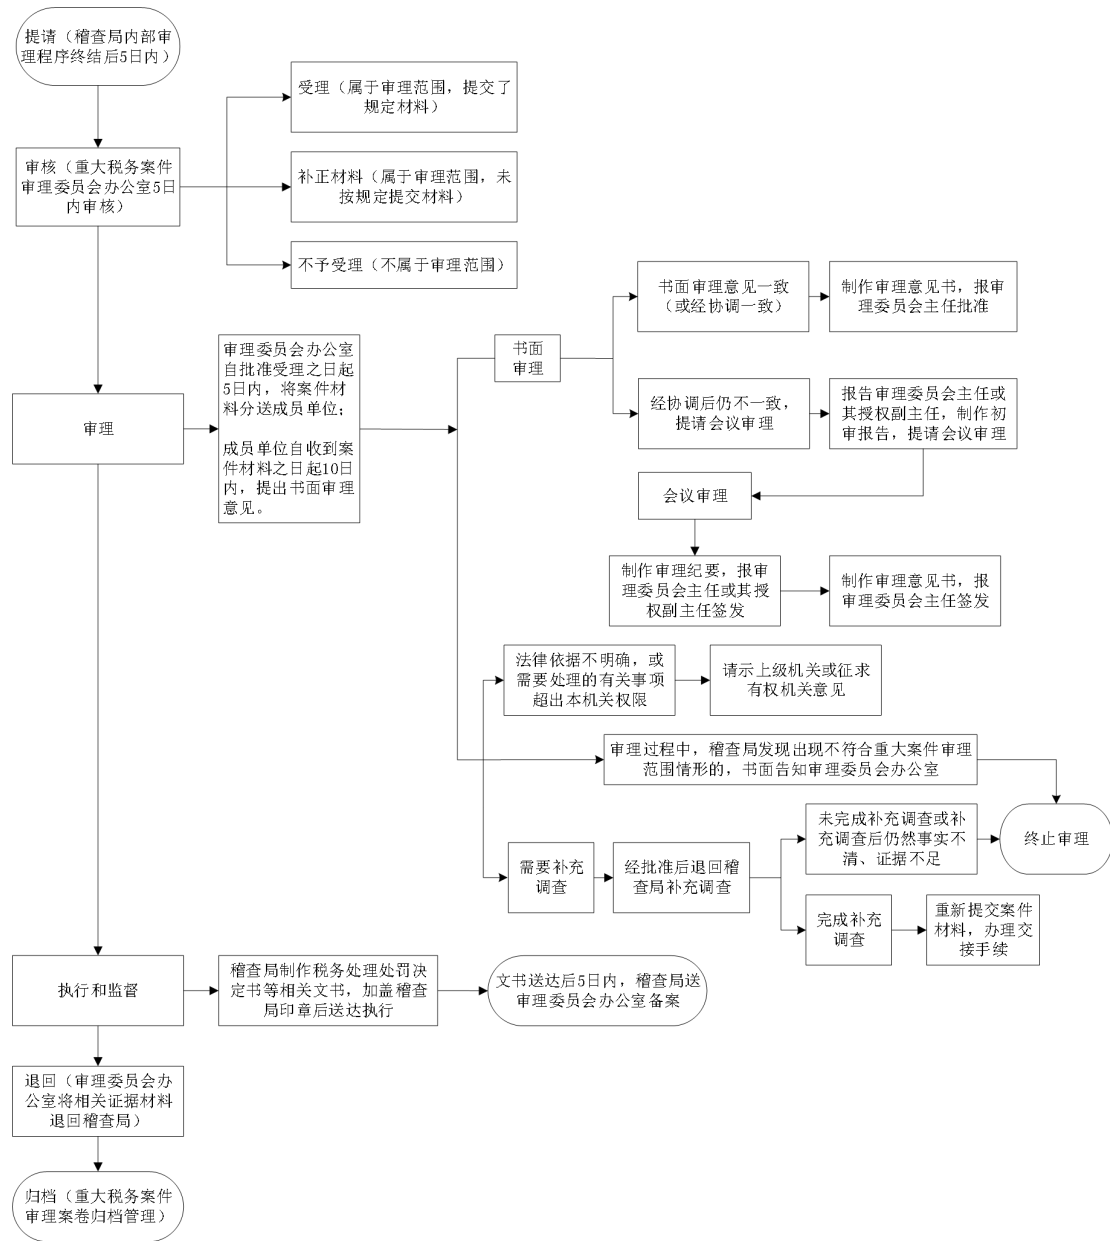 提请（稽查局内部审
理程序终结后5日内）
受理（属于审理范围，提交了
规定材料）
审核（重大税务案件
审理委员会办公室5日
内审核）
补正材料（属于审理范围，未
按规定提交材料）
不予受理（不属于审理范围）
审理
审理委员会办公室
自批准受理之日起
5日内，将案件材
料分送成员单位；
成员单位自收到案
件材料之日起10日
内，提出书面审理
意见。
书面
审理
书面审理意见一致
（或经协调一致）
制作审理意见书，报审
理委员会主任批准
经协调后仍不一致，
提请会议审理
报告审理委员会主任或
其授权副主任，制作初
审报告，提请会议审理
会议审理
制作审理纪要，报审
理委员会主任或其授
权副主任签发
制作审理意见书，报
审理委员会主任签发
法律依据不明确，或
需要处理的有关事项
超出本机关权限
请示上级机关或征求
有权机关意见
审理过程中，稽查局发现出现不符合重大案件审理
范围情形的，书面告知审理委员会办公室
终止审理
需要补充
调查
经批准后退回稽
查局补充调查
未完成补充调查或补
充调查后仍然事实不
清、证据不足
完成补充
调查
重新提交案件
材料，办理交
接手续
执行和监督
稽查局制作税务处理处罚决
定书等相关文书，加盖稽查
局印章后送达执行
文书送达后5日内，稽查局送
审理委员会办公室备案
退回（审理委员会办
公室将相关证据材料
退回稽查局）
归档（重大税务案件
审理案卷归档管理）